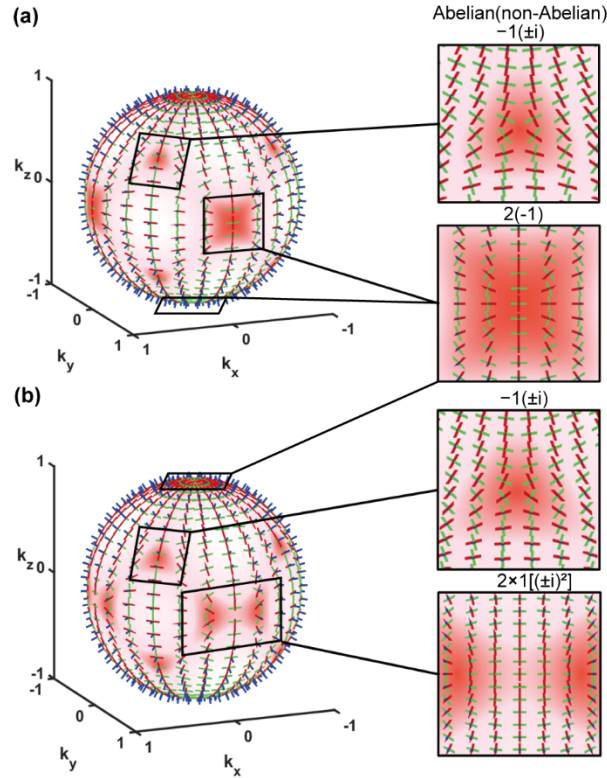 (a)
Abelian(non-Abelian)
−1(±i)
1
k_z 0
-1
-1
0
k_y
1
1
0
k_x
-1
2(-1)
(b)
−1(±i)
1
k_z 0
-1
-1
0
k_y
1
1
0
k_x
-1
2×1[(±i)²]